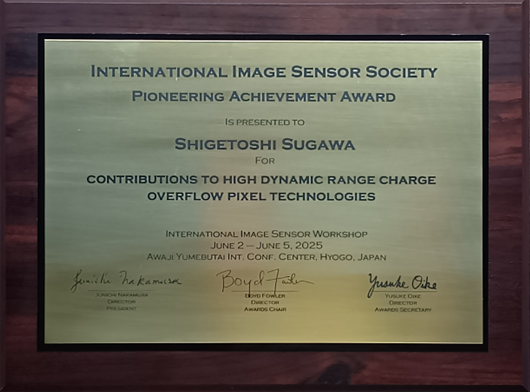 INTERNATIONAL IMAGE SENSOR SOCIETY
PIONEERING ACHIEVEMENT AWARD
IS PRESENTED TO
SHIGETOSHI SUGAWA
FOR
CONTRIBUTIONS TO HIGH DYNAMIC RANGE CHARGE
OVERFLOW PIXEL TECHNOLOGIES
INTERNATIONAL IMAGE SENSOR WORKSHOP
JUNE 2 – JUNE 5, 2025
AWAJI YUMEBUTAI INT. CONF. CENTER, HYOGO, JAPAN
Junichi Nakamura Boyd Fowler Yusuke Oike
JUNICHI NAKAMURA BOYD FOWLER YUSUKE OIKE
DIRECTOR DIRECTOR DIRECTOR
PRESIDENT AWARDS CHAIR AWARDS SECRETARY